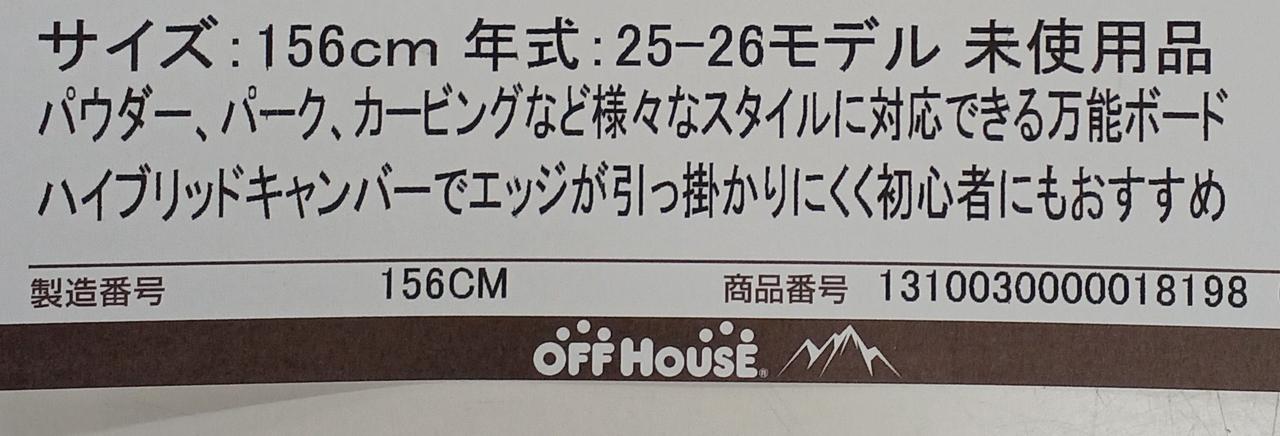 サイズ:156cm 年式:25-26モデル 未使用品
パウダー、パーク、カービングなど様々なスタイルに対応できる万能ボード
ハイブリッドキャンバーでエッジが引っ掛かりにくく初心者にもおすすめ
製造番号 156CM 商品番号 1310030000018198
OFF HOUSE®